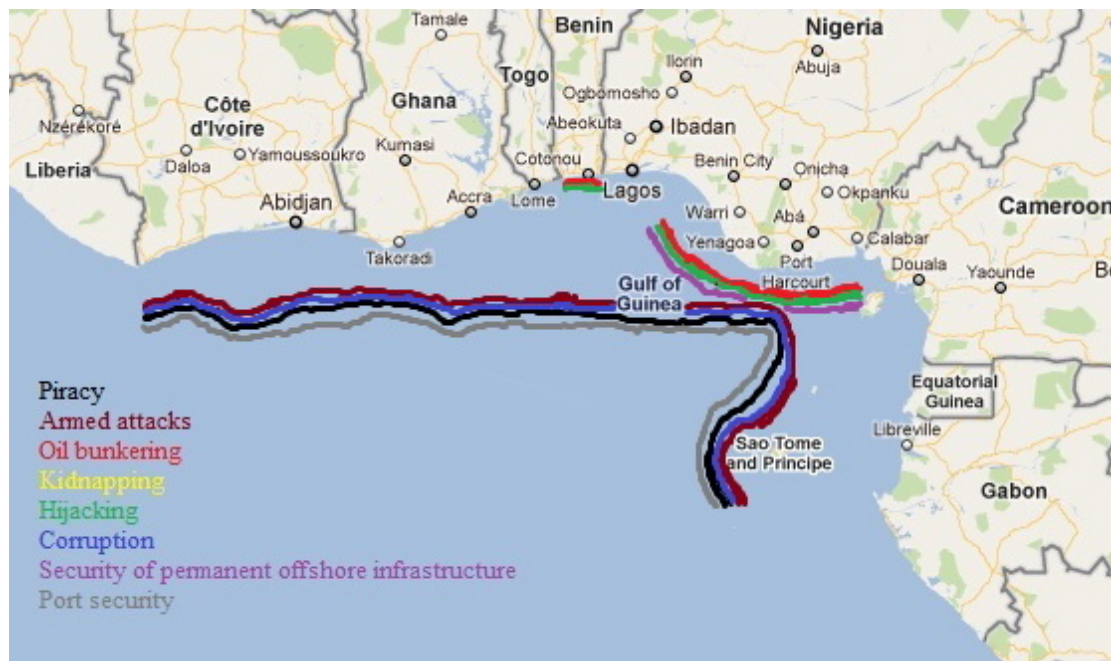 Tamale
Benin
Nigeria
Ilorin
Abuja
Togo
Ogbomosho
Ghana
Côte
d'Ivoire
Nzérékoré
Abeokuta
Ibadan
Kumasi
Daloa
Yamoussoukro
Liberia
Cotonou
Benin City
Onicha
Okpanku
Abidjan
Accra
Lome
Lagos
Warri
Abá
Cameroon
Takoradi
Yenagoa
Calabar
Port
Harcourt
Douala
Yaounde
Gulf of
Guinea
Equatorial
Guinea
Libreville
Sao Tome
and Principe
Gabon
Piracy
Armed attacks
Oil bunkering
Kidnapping
Hijacking
Corruption
Security of permanent offshore infrastructure
Port security